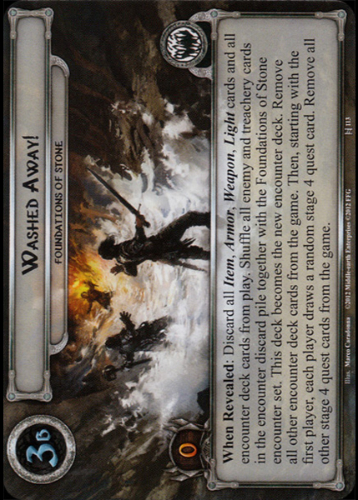 3B
WASHED AWAY!
FOUNDATIONS OF STONE
0
When Revealed: Discard all Item, Armor, Weapon, Light cards and all
encounter deck cards from play. Shuffle all enemy and treachery cards
in the encounter discard pile together with the Foundations of Stone
encounter set. This deck becomes the new encounter deck. Remove
all other encounter deck cards from the game. Then, starting with the
first player, each player draws a random stage 4 quest card. Remove all
other stage 4 quest cards from the game.
Illus. Marco Caradonna ©2012 Middle-earth Enterprises ©2012 FFG 113